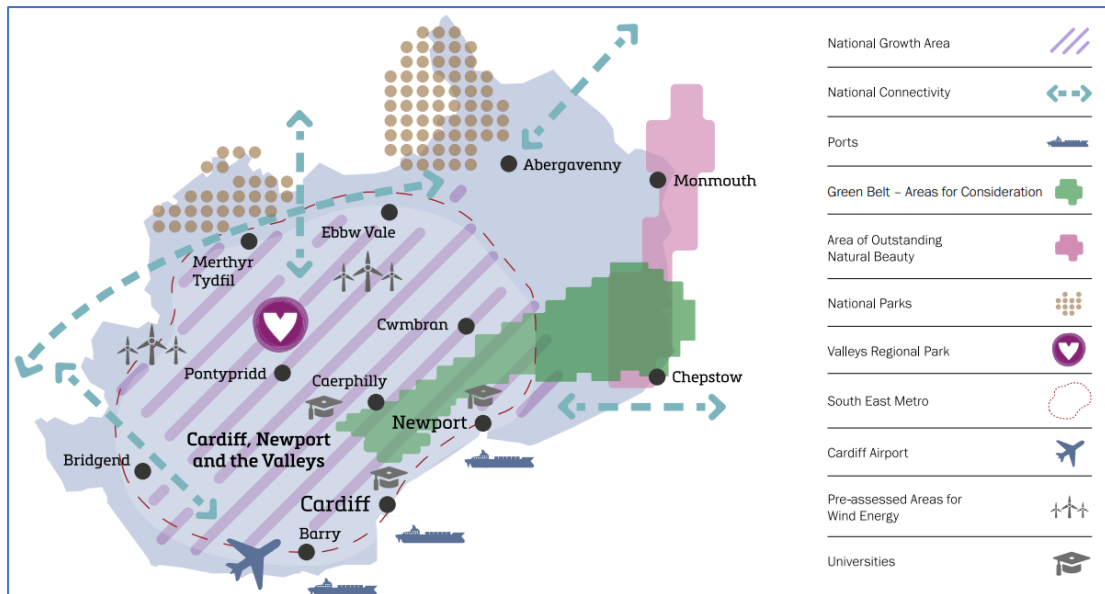 Abergavenny
Monmouth
Ebbw Vale
Merthyr
Tydfil
Cwmbran
Pontypridd
Caerphilly
Chepstow
Newport
Cardiff, Newport
and the Valleys
Bridgend
Cardiff
Barry
National Growth Area
National Connectivity
Ports
Green Belt – Areas for Consideration
Area of Outstanding
Natural Beauty
National Parks
Valleys Regional Park
South East Metro
Cardiff Airport
Pre-assessed Areas for
Wind Energy
Universities